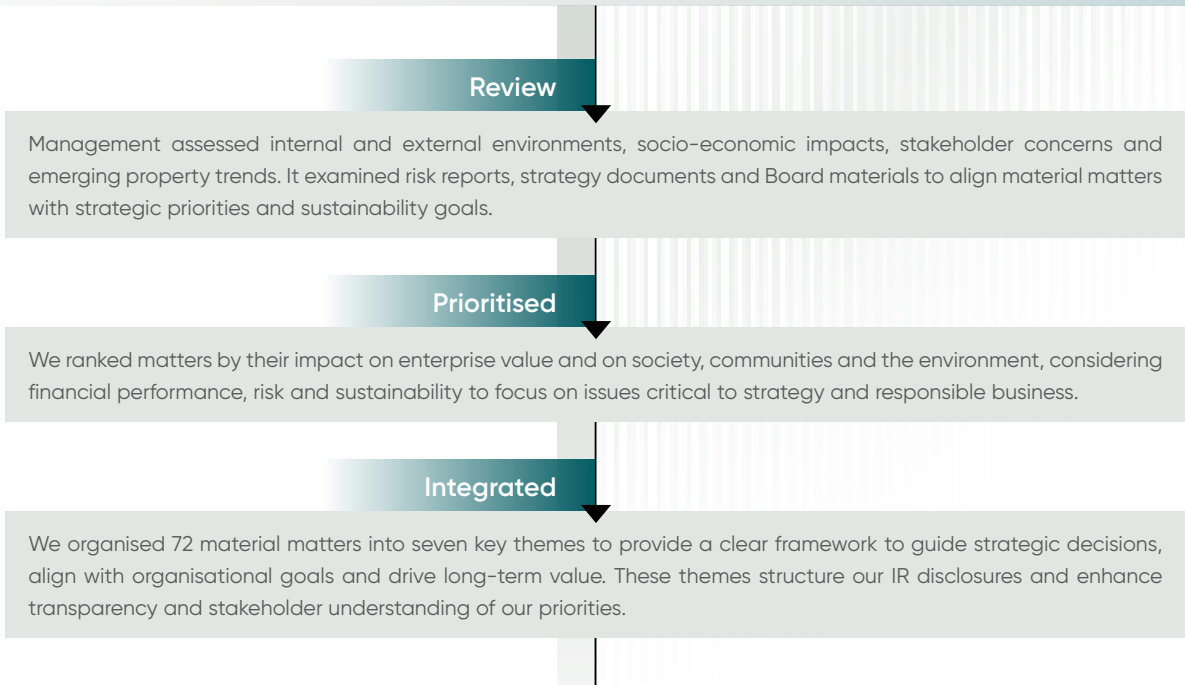 Review
Management assessed internal and external environments, socio-economic impacts, stakeholder concerns and
emerging property trends. It examined risk reports, strategy documents and Board materials to align material matters
with strategic priorities and sustainability goals.
Prioritised
We ranked matters by their impact on enterprise value and on society, communities and the environment, considering
financial performance, risk and sustainability to focus on issues critical to strategy and responsible business.
Integrated
We organised 72 material matters into seven key themes to provide a clear framework to guide strategic decisions,
align with organisational goals and drive long-term value. These themes structure our IR disclosures and enhance
transparency and stakeholder understanding of our priorities.